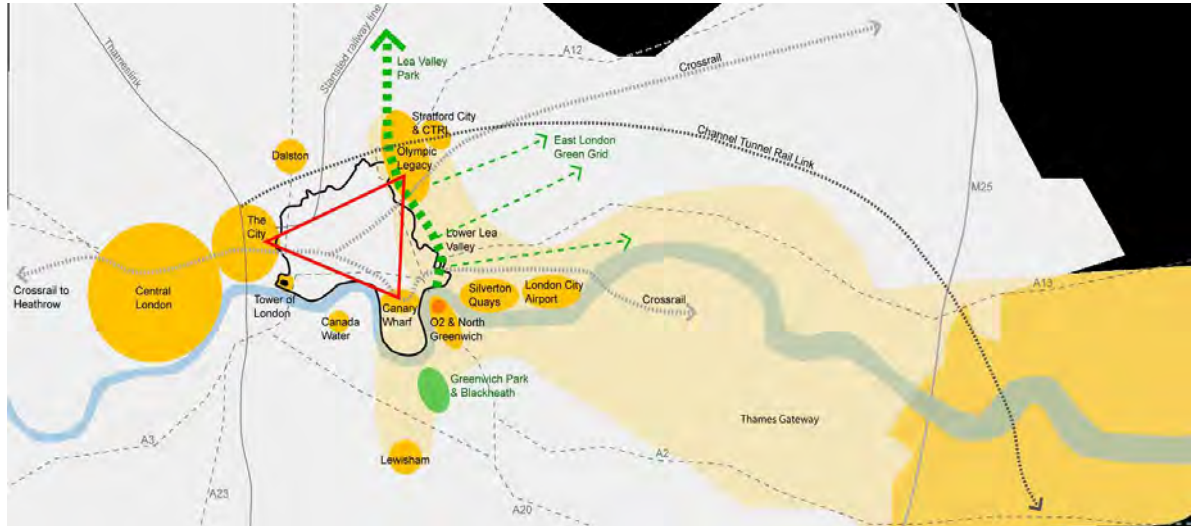 Thameslink
Stansted railway line
Lea Valley
Park
A12
Crossrail
Stratford City
& CTRL
Olympic
Legacy
Dalston
East London
Green Grid
Channel Tunnel Rail Link
M25
The
City
Lower Lea
Valley
Crossrail to
Heathrow
Central
London
Tower of
London
Canada
Water
Canary
Wharf
O2 & North
Greenwich
Silverton
Quays
London City
Airport
Crossrail
A13
Greenwich Park
& Blackheath
Thames Gateway
Lewisham
A3
A2
A23
A20